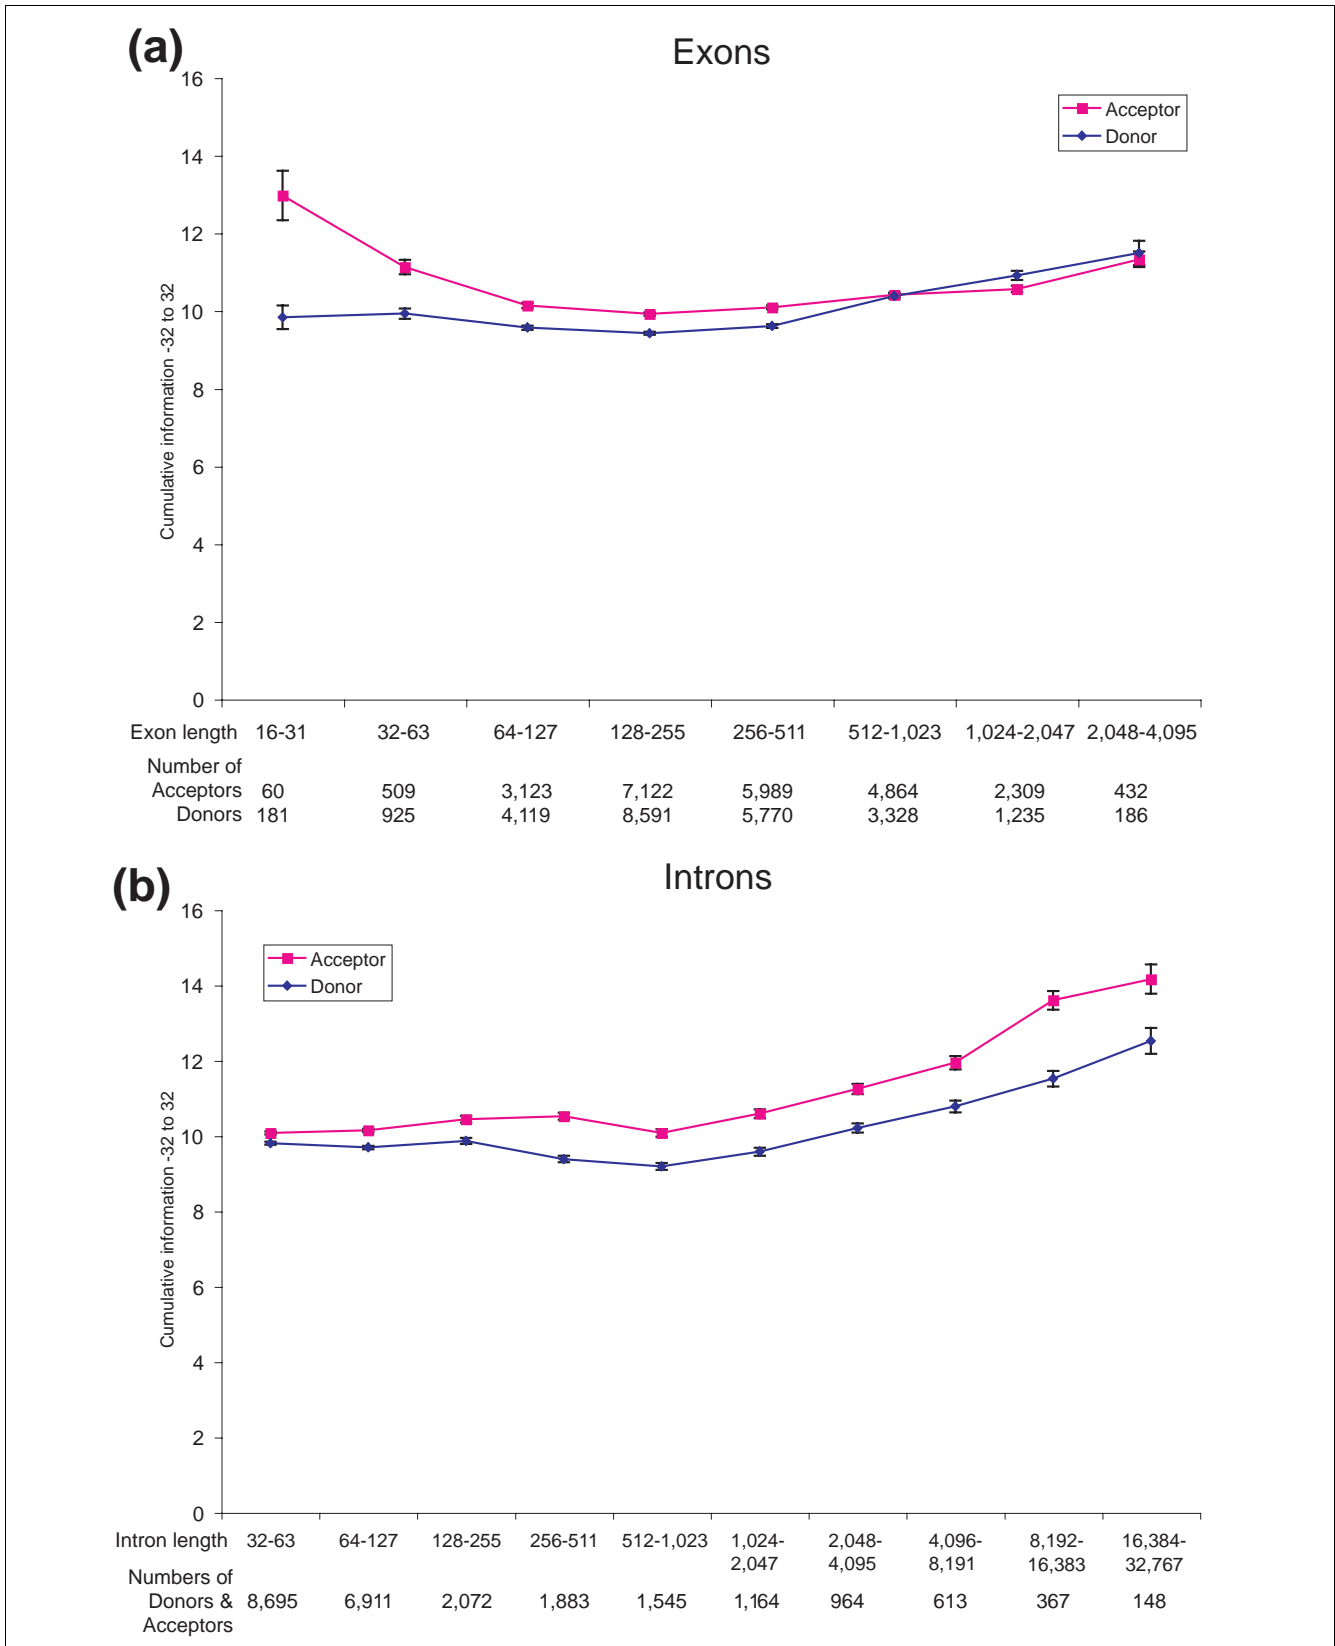 (a)
Exons
16
14
12
10
8
6
4
2
0
Cumulative information -32 to 32
Acceptor
Donor
Exon length 16-31 32-63 64-127 128-255 256-511 512-1,023 1,024-2,047 2,048-4,095
Number of
Acceptors 60 509 3,123 7,122 5,989 4,864 2,309 432
Donors 181 925 4,119 8,591 5,770 3,328 1,235 186
(b)
Introns
16
14
12
10
8
6
4
2
0
Cumulative information -32 to 32
Acceptor
Donor
Intron length 32-63 64-127 128-255 256-511 512-1,023 1,024- 2,048- 4,096- 8,192- 16,384-
2,047 4,095 8,191 16,383 32,767
Numbers of
Donors & 8,695 6,911 2,072 1,883 1,545 1,164 964 613 367 148
Acceptors